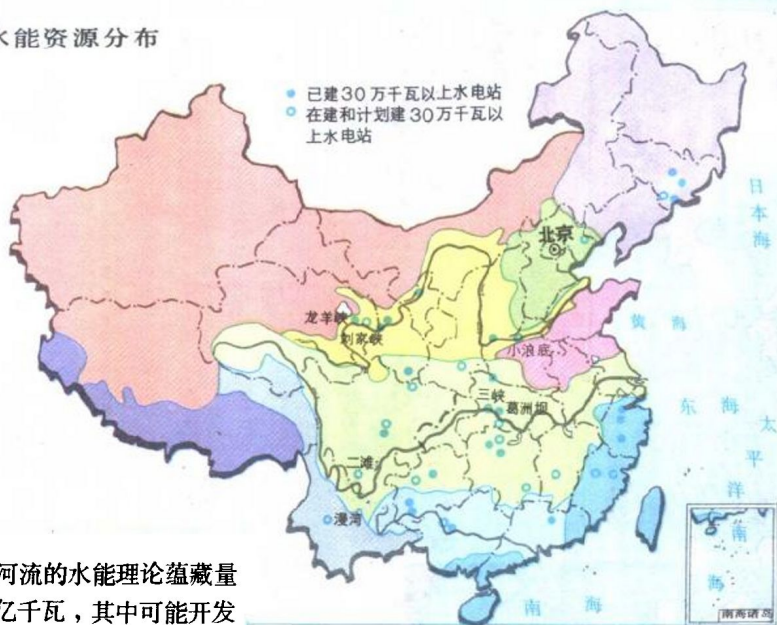 水能资源分布
已建30万千瓦以上水电站
在建和计划建30万千瓦以
上水电站
日本海
北京
龙羊峡
刘家峡
黄 海
小浪底
三峡
葛洲坝
东 海
太平洋
二滩
漫河
南海
南海诸岛
南 海
河流的水能理论蕴藏量
亿千瓦，其中可能开发